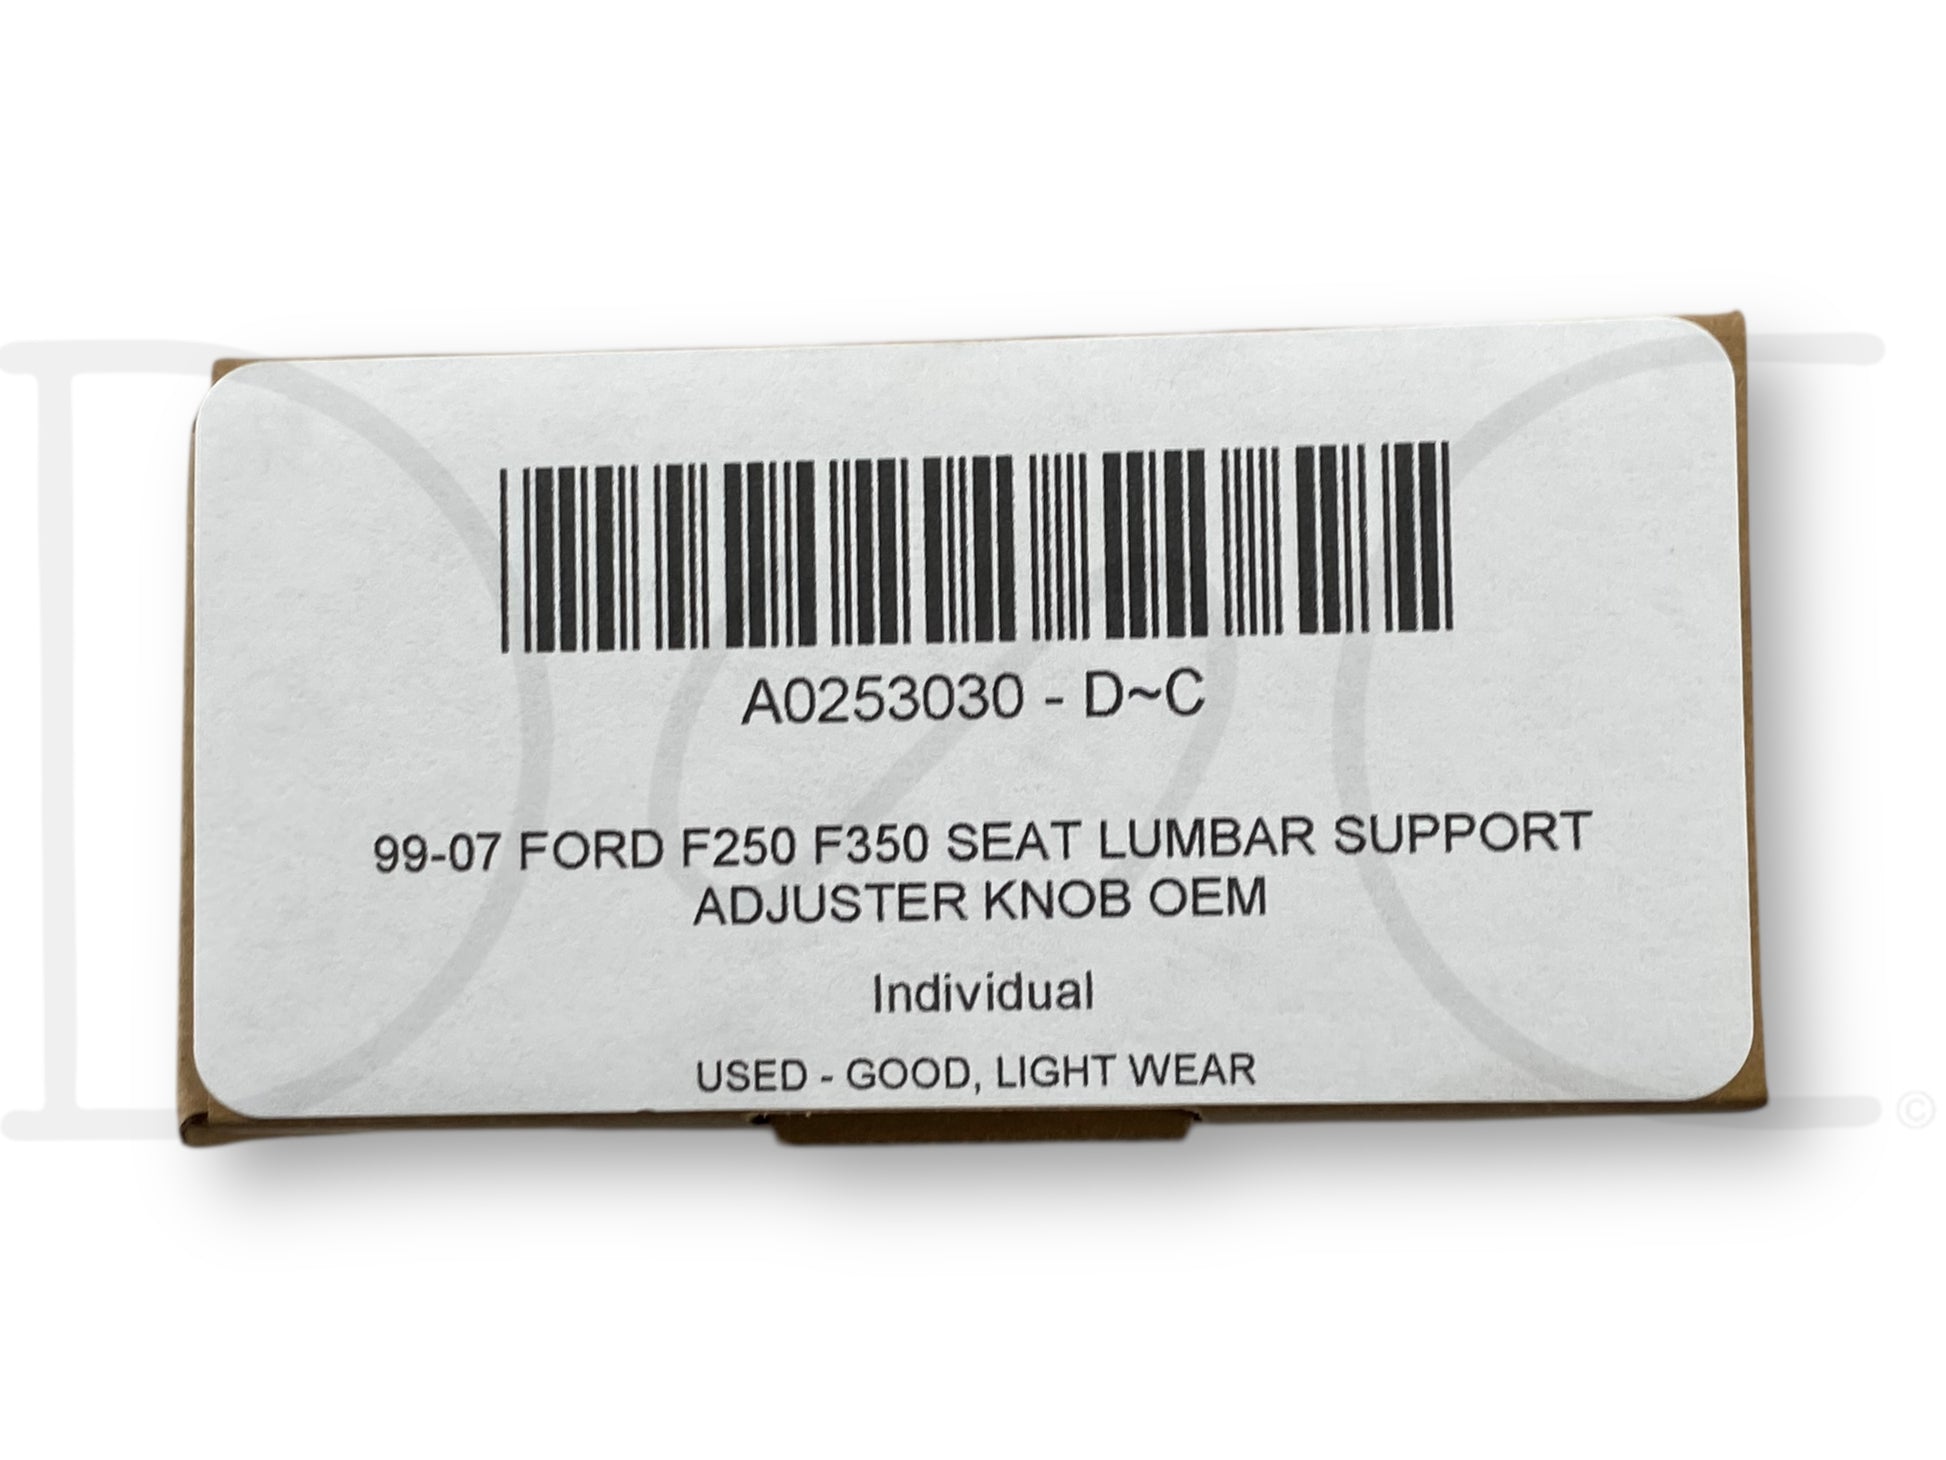 A0253030 - D~C
99-07 FORD F250 F350 SEAT LUMBAR SUPPORT
ADJUSTER KNOB OEM
Individual
USED - GOOD, LIGHT WEAR
D~C
©